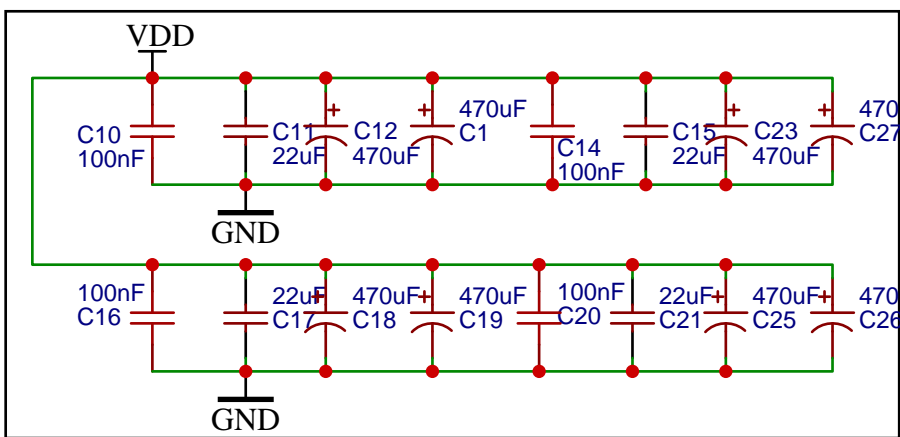 VDD
C10
100nF
C11
22uF
C12
470uF
470uF
C1
C14
100nF
C15
22uF
C23
470uF
470
C27
GND
100nF
C16
22uF
C17
470uF
C18
470uF
C19
100nF
C20
22uF
C21
470uF
C25
470
C26
GND